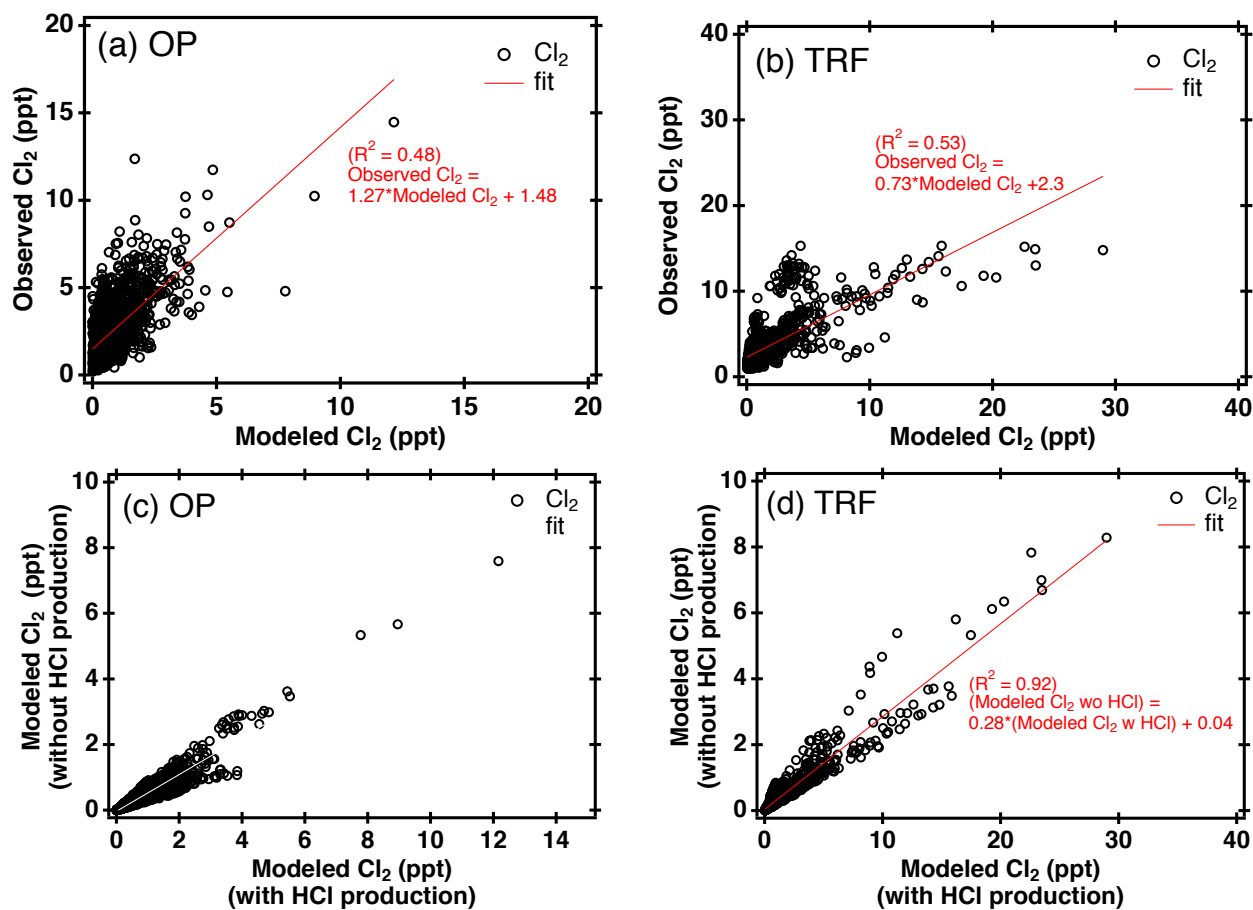 (a) OP
Cl2
fit
(R2 = 0.48)
Observed Cl2 =
1.27*Modeled Cl2 + 1.48
Observed Cl2 (ppt)
20
15
10
5
0
0 5 10 15 20
Modeled Cl2 (ppt)
(b) TRF
Cl2
fit
(R2 = 0.53)
Observed Cl2 =
0.73*Modeled Cl2 +2.3
Observed Cl2 (ppt)
40
30
20
10
0
0 10 20 30 40
Modeled Cl2 (ppt)
(c) OP
Cl2
fit
Modeled Cl2 (ppt)
(without HCl production)
10
8
6
4
2
0
0 2 4 6 8 10 12 14
Modeled Cl2 (ppt)
(with HCl production)
(d) TRF
Cl2
fit
(R2 = 0.92)
(Modeled Cl2 wo HCl) =
0.28*(Modeled Cl2 w HCl) + 0.04
Modeled Cl2 (ppt)
(without HCl production)
10
8
6
4
2
0
0 10 20 30 40
Modeled Cl2 (ppt)
(with HCl production)